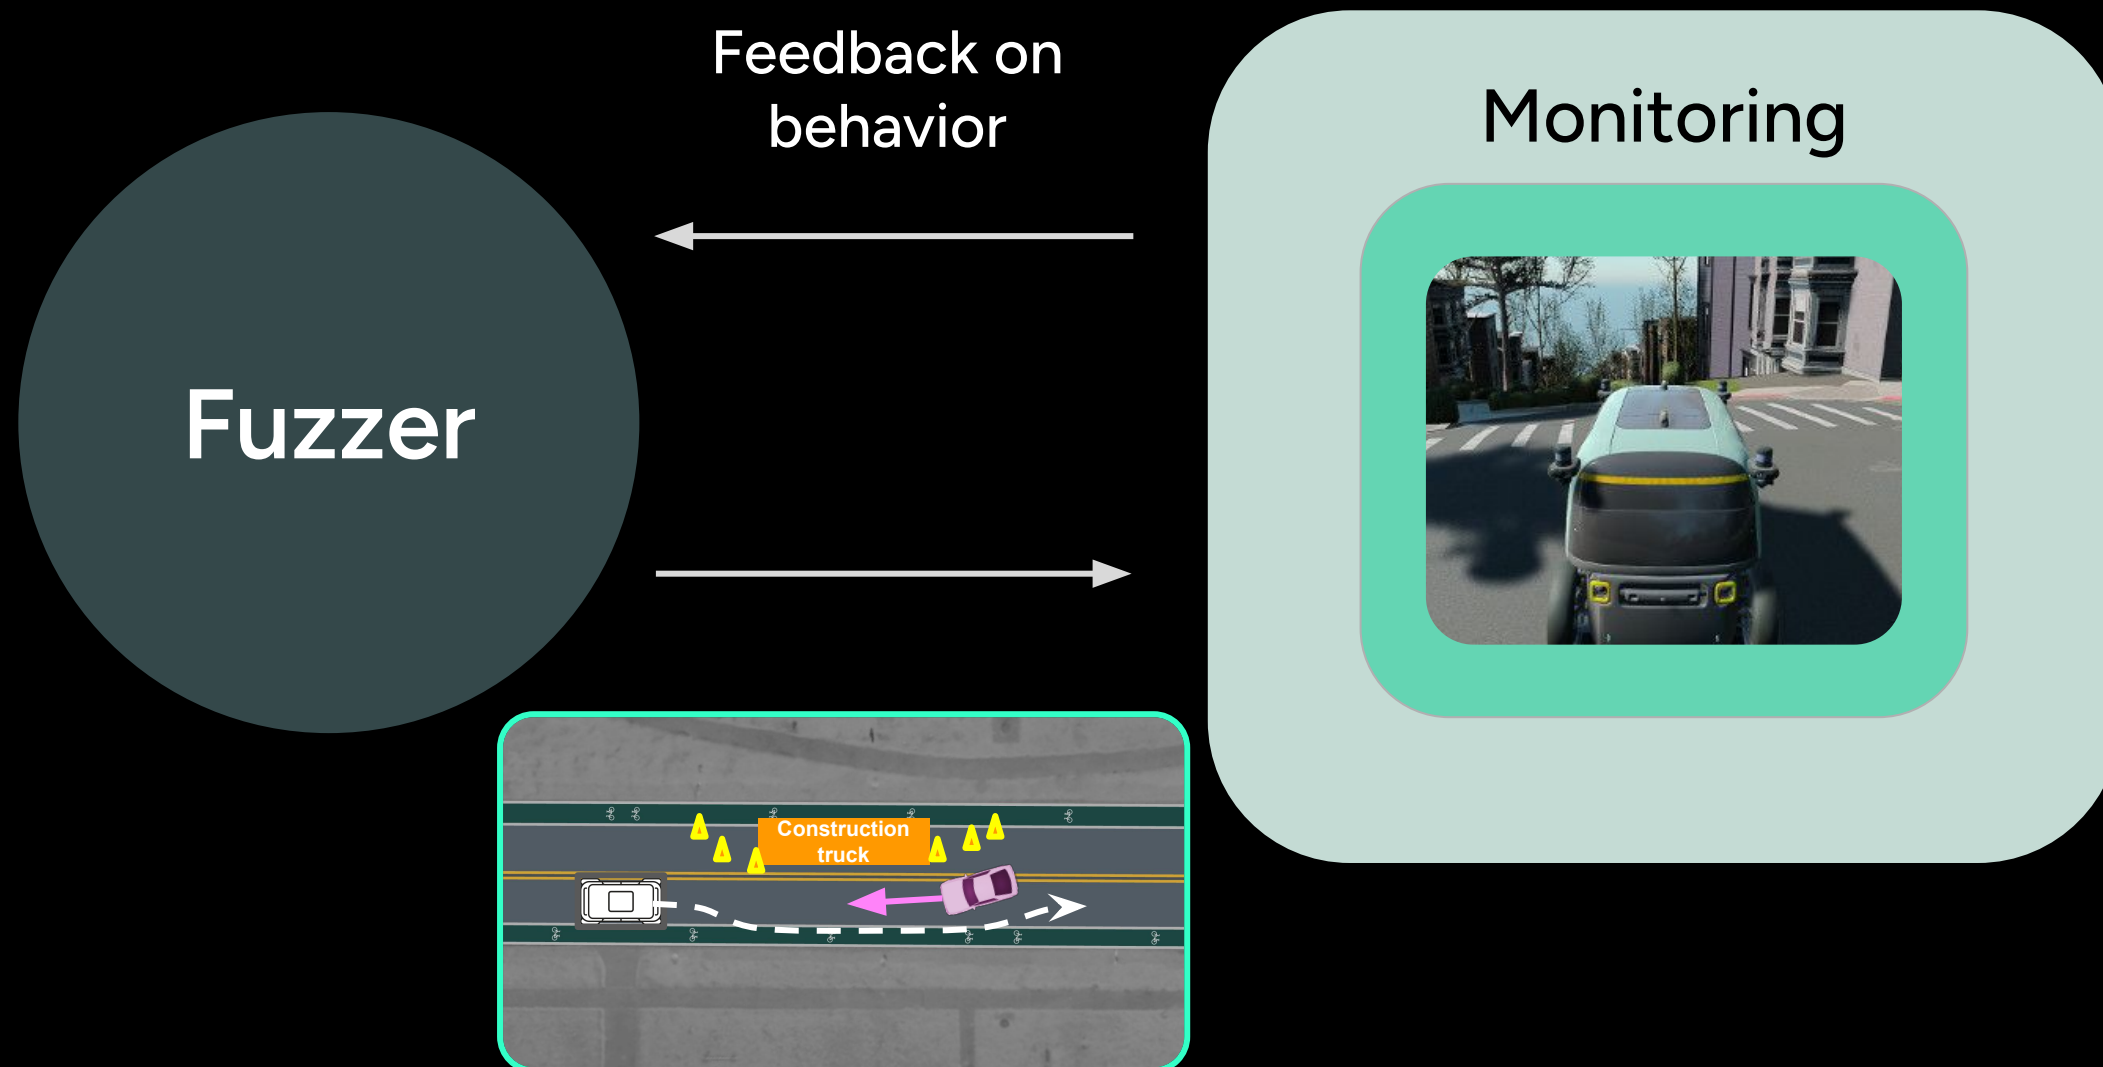 Feedback on
behavior
Monitoring
Fuzzer
Construction
truck